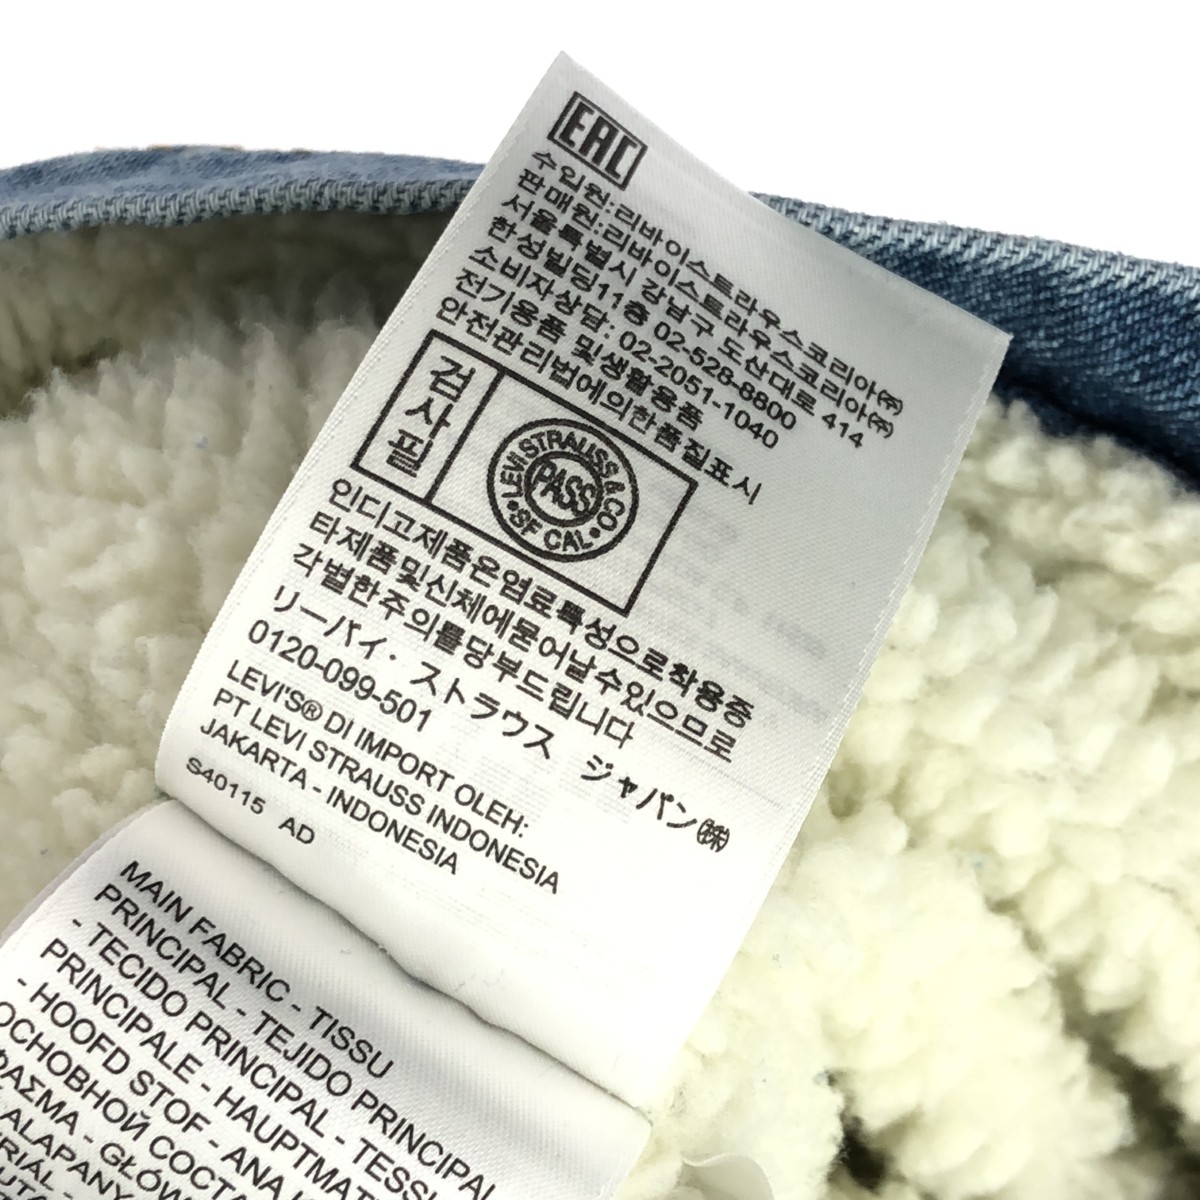 EAC
수입원:리바이스트라우스코리아㈜
판매원:리바이스트라우스코리아㈜
서울특별시 강남구 도산대로 414
한성빌딩11층 02-528-8800
소비자상담: 02-2051-1040
전기용품 및생활용품
안전관리법에의한품질표시
검사필
LEVI STRAUSS & CO
PASS
SF CAL
인디고제품은염료특성으로착용중
타제품및신체에묻어날수있으므로
각별한주의를당부드립니다
リーバイ・ストラウス ジャパン㈱
0120-099-501
LEVI'S® DI IMPORT OLEH:
PT LEVI STRAUSS INDONESIA
JAKARTA - INDONESIA
S40115 AD
MAIN FABRIC - TISSU
PRINCIPAL - TEJIDO PRINCIPAL
- TECIDO PRINCIPAL - TESSU
PRINCIPALE - HAUPTMAT
- HOOFD STOF - ANA
ОСНОВНОЙ СОСТА
ΦΑΣΜΑ - GŁÓW
ALAPANY